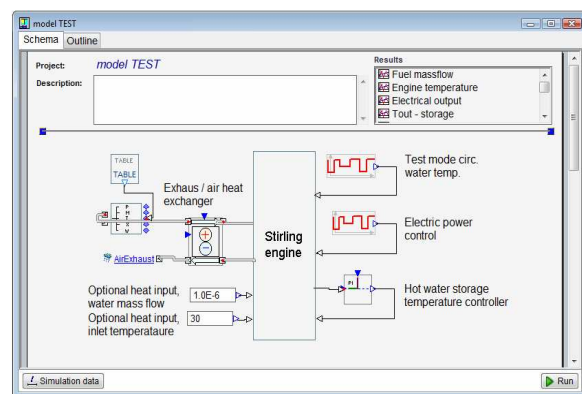 model TEST
Schema Outline
Project: model TEST
Description:
Results
Fuel massflow
Engine temperature
Electrical output
Tout - storage
TABLE
TABLE
Exhaus / air heat
exchanger
P
M
T
X
W
AirExhaust
Stirling
engine
Test mode circ.
water temp.
Electric power
control
PI
Hot water storage
temperature controller
Optional heat input,
water mass flow
1.0E-6
Optional heat input,
inlet temperataure
30
Simulation data
Run